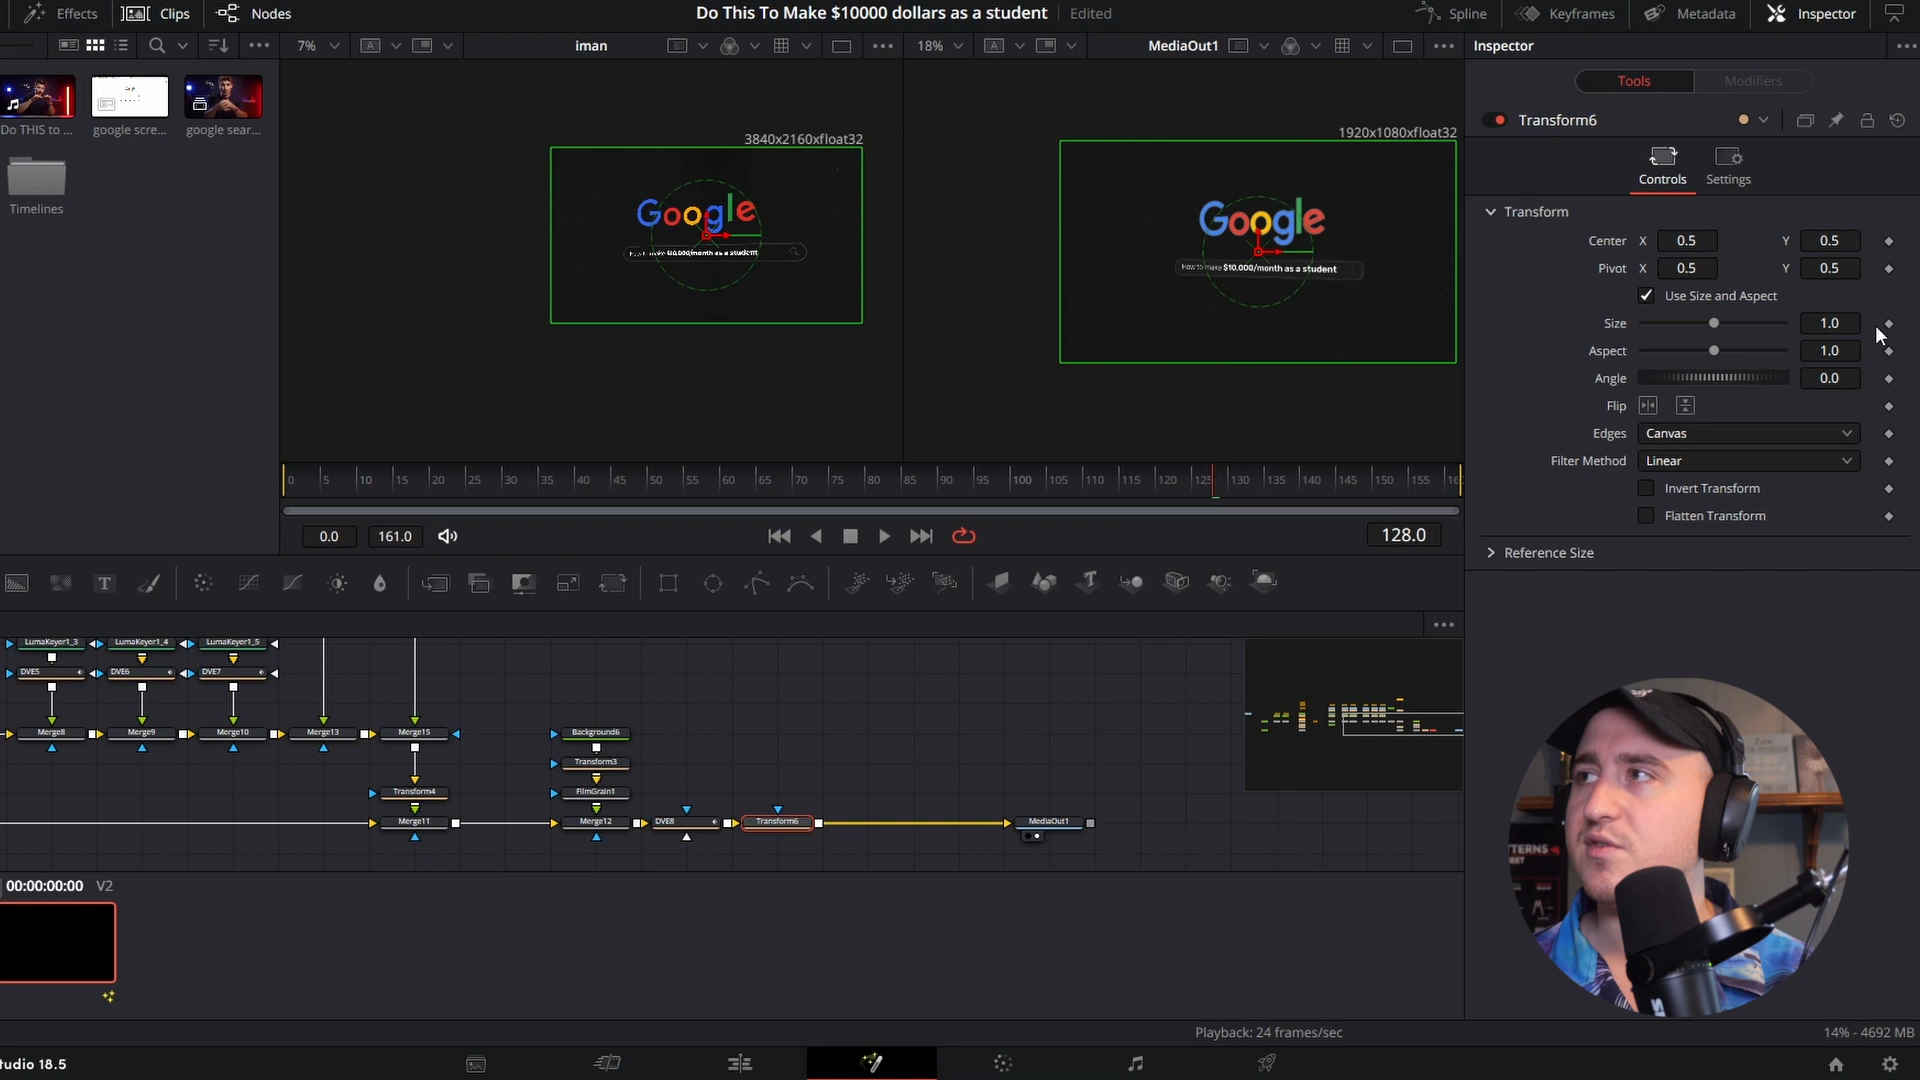 Effects
Clips
Nodes
Do This To Make $10000 dollars as a student
Edited
Spline
Keyframes
Metadata
Inspector
7%
A
iman
18%
A
MediaOut1
Inspector
Tools
Modifiers
Do THIS to ...
google scre...
google sear...
3840x2160xfloat32
1920x1080xfloat32
Transform6
Controls
Settings
Timelines
Google
$10,000/month as a student
Google
How to make $10,000/month as a student
Transform
Center X 0.5 Y 0.5
Pivot X 0.5 Y 0.5
Use Size and Aspect
Size 1.0
Aspect 1.0
Angle 0.0
Flip
Edges Canvas
Filter Method Linear
Invert Transform
Flatten Transform
Reference Size
0 5 10 15 20 25 30 35 40 45 50 55 60 65 70 75 80 85 90 95 100 105 110 115 120 125 130 135 140 145 150 155 16
0.0
161.0
128.0
T
LumaKeyer1_3
LumaKeyer1_4
LumaKeyer1_5
DVE5
DVE6
DVE7
Merge8
Merge9
Merge10
Merge13
Merge15
Background6
Transform3
Transform4
FilmGrain1
Merge11
Merge12
DVE8
Transform6
MediaOut1
00:00:00:00 V2
Playback: 24 frames/sec
14% - 4692 MB
tudio 18.5